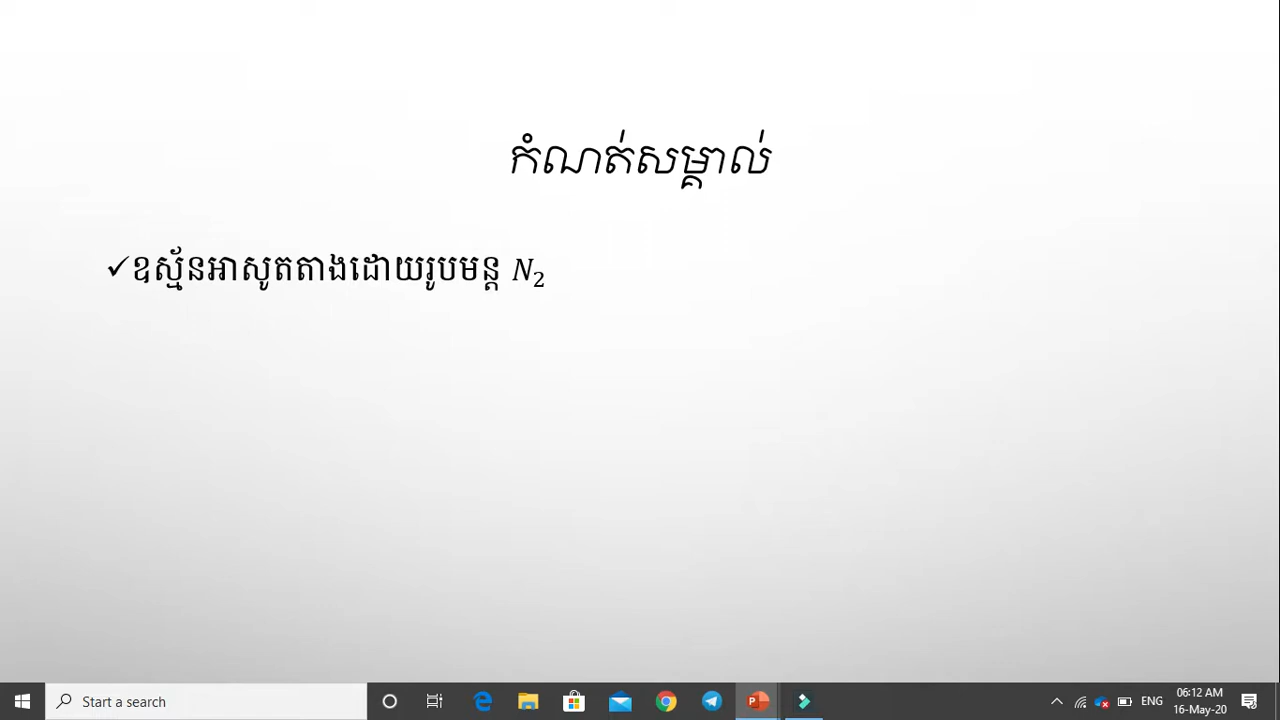 កំណត់សម្គាល់
✓ឧស្ម័នអាសូតតាងដោយរូបមន្ត N₂
Start a search
ENG
06:12 AM
16-May-20